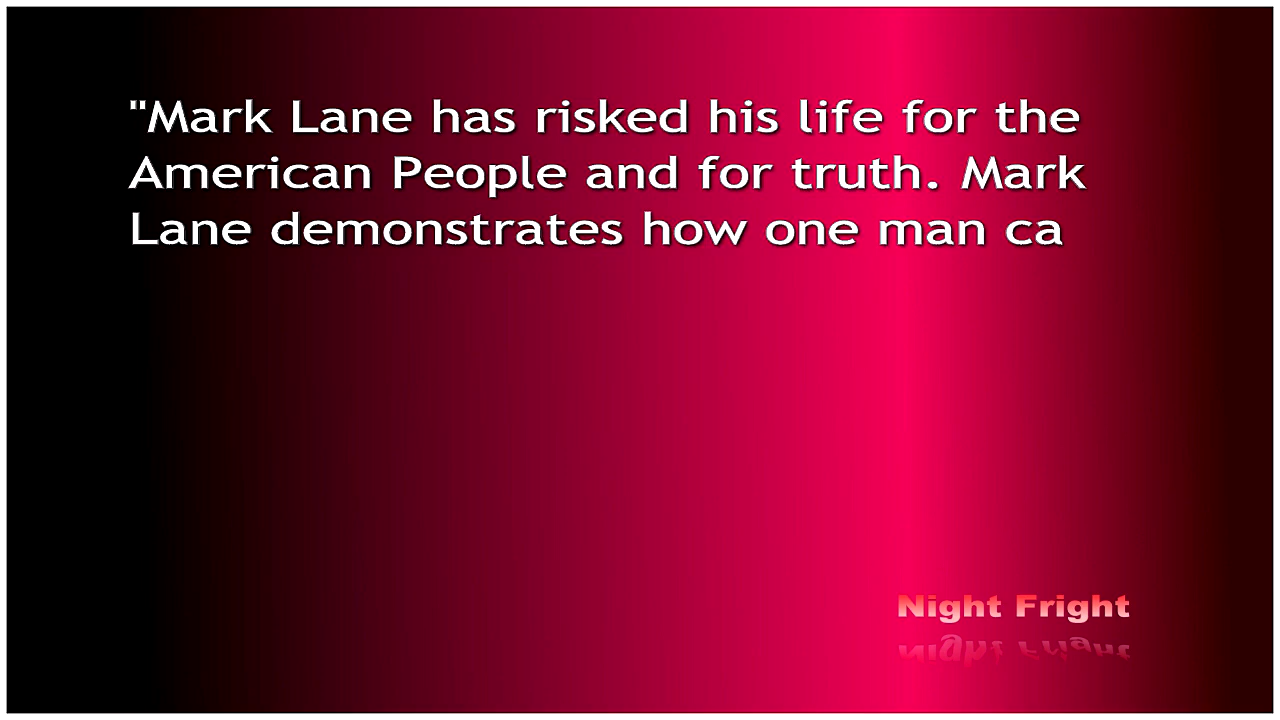 "Mark Lane has risked his life for the
American People and for truth. Mark
Lane demonstrates how one man ca
Night Fright